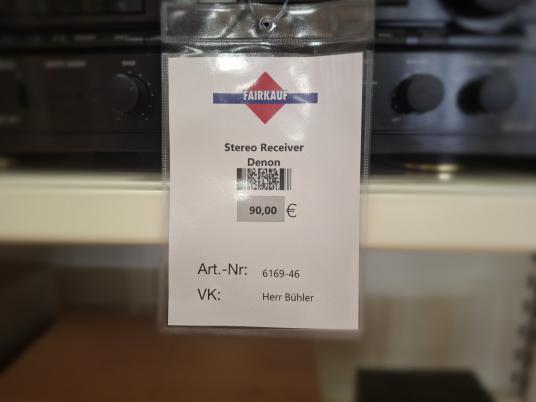 FAIRKAUF
Stereo Receiver
Denon
90,00 €
Art.-Nr: 6169-46
VK: Herr Bühler